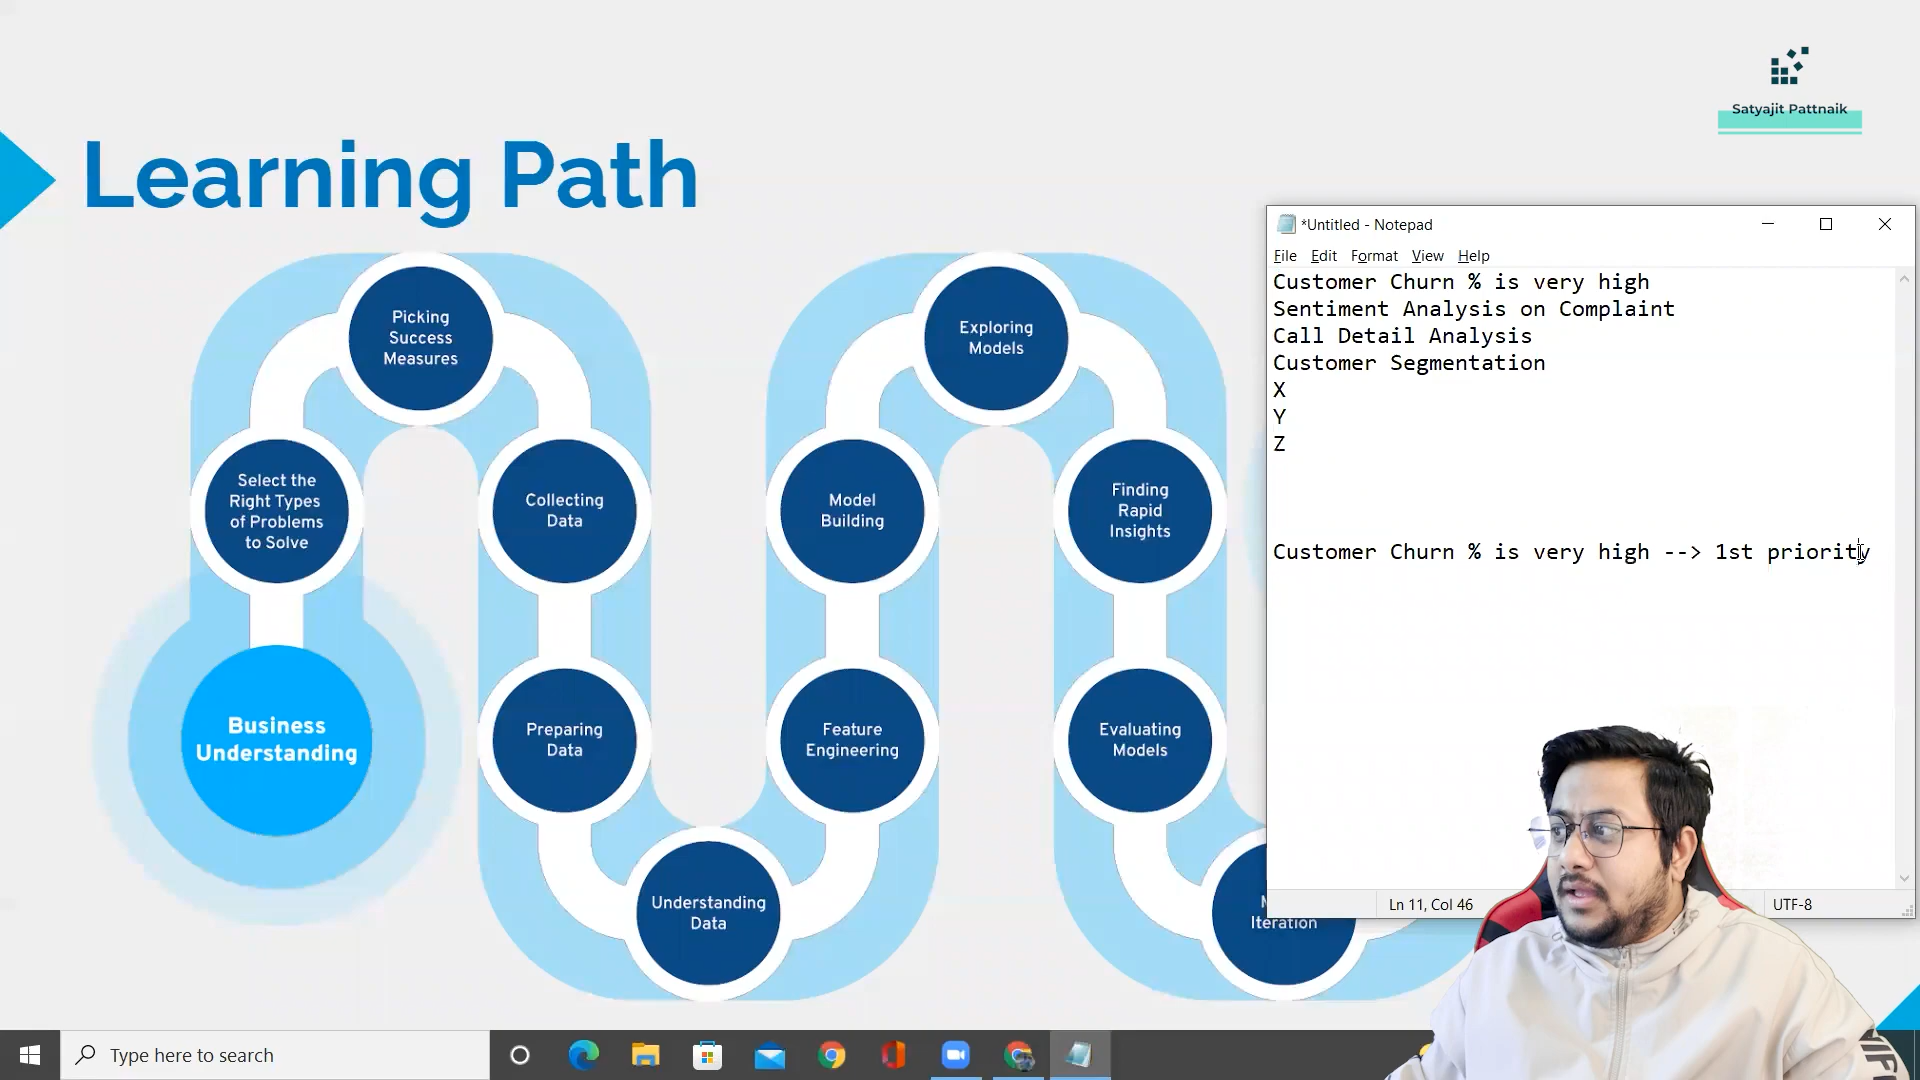 Satyajit Pattnaik
Learning Path
Picking
Success
Measures
Exploring
Models
Select the
Right Types
of Problems
to Solve
Collecting
Data
Model
Building
Finding
Rapid
Insights
Business
Understanding
Preparing
Data
Feature
Engineering
Evaluating
Models
Understanding
Data
Iteration
*Untitled - Notepad
File Edit Format View Help
Customer Churn % is very high
Sentiment Analysis on Complaint
Call Detail Analysis
Customer Segmentation
X
Y
Z
Customer Churn % is very high --> 1st priority
Ln 11, Col 46
UTF-8
Type here to search